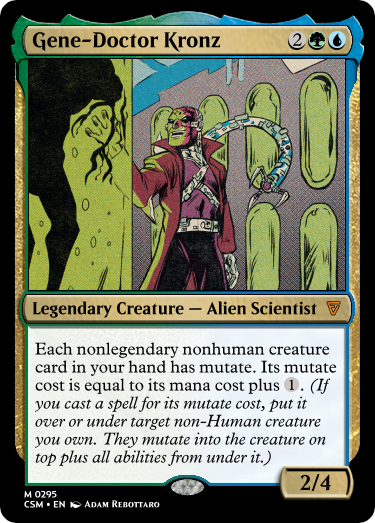 Gene-Doctor Kronz 2
Legendary Creature — Alien Scientist
Each nonlegendary nonhuman creature
card in your hand has mutate. Its mutate
cost is equal to its mana cost plus 1. (If
you cast a spell for its mutate cost, put it
over or under target non-Human creature
you own. They mutate into the creature on
top plus all abilities from under it.)
2/4
M 0295
CSM • EN Adam Rebottaro